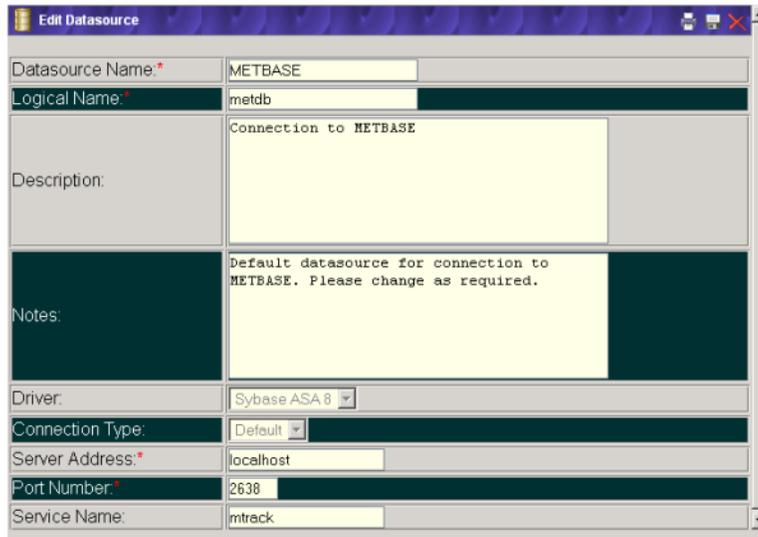 Edit Datasource
Datasource Name:* METBASE
Logical Name:* metdb
Description: Connection to METBASE
Notes: Default datasource for connection to
METBASE. Please change as required.
Driver: Sybase ASA 8
Connection Type: Default
Server Address:* localhost
Port Number:* 2638
Service Name: mtrack